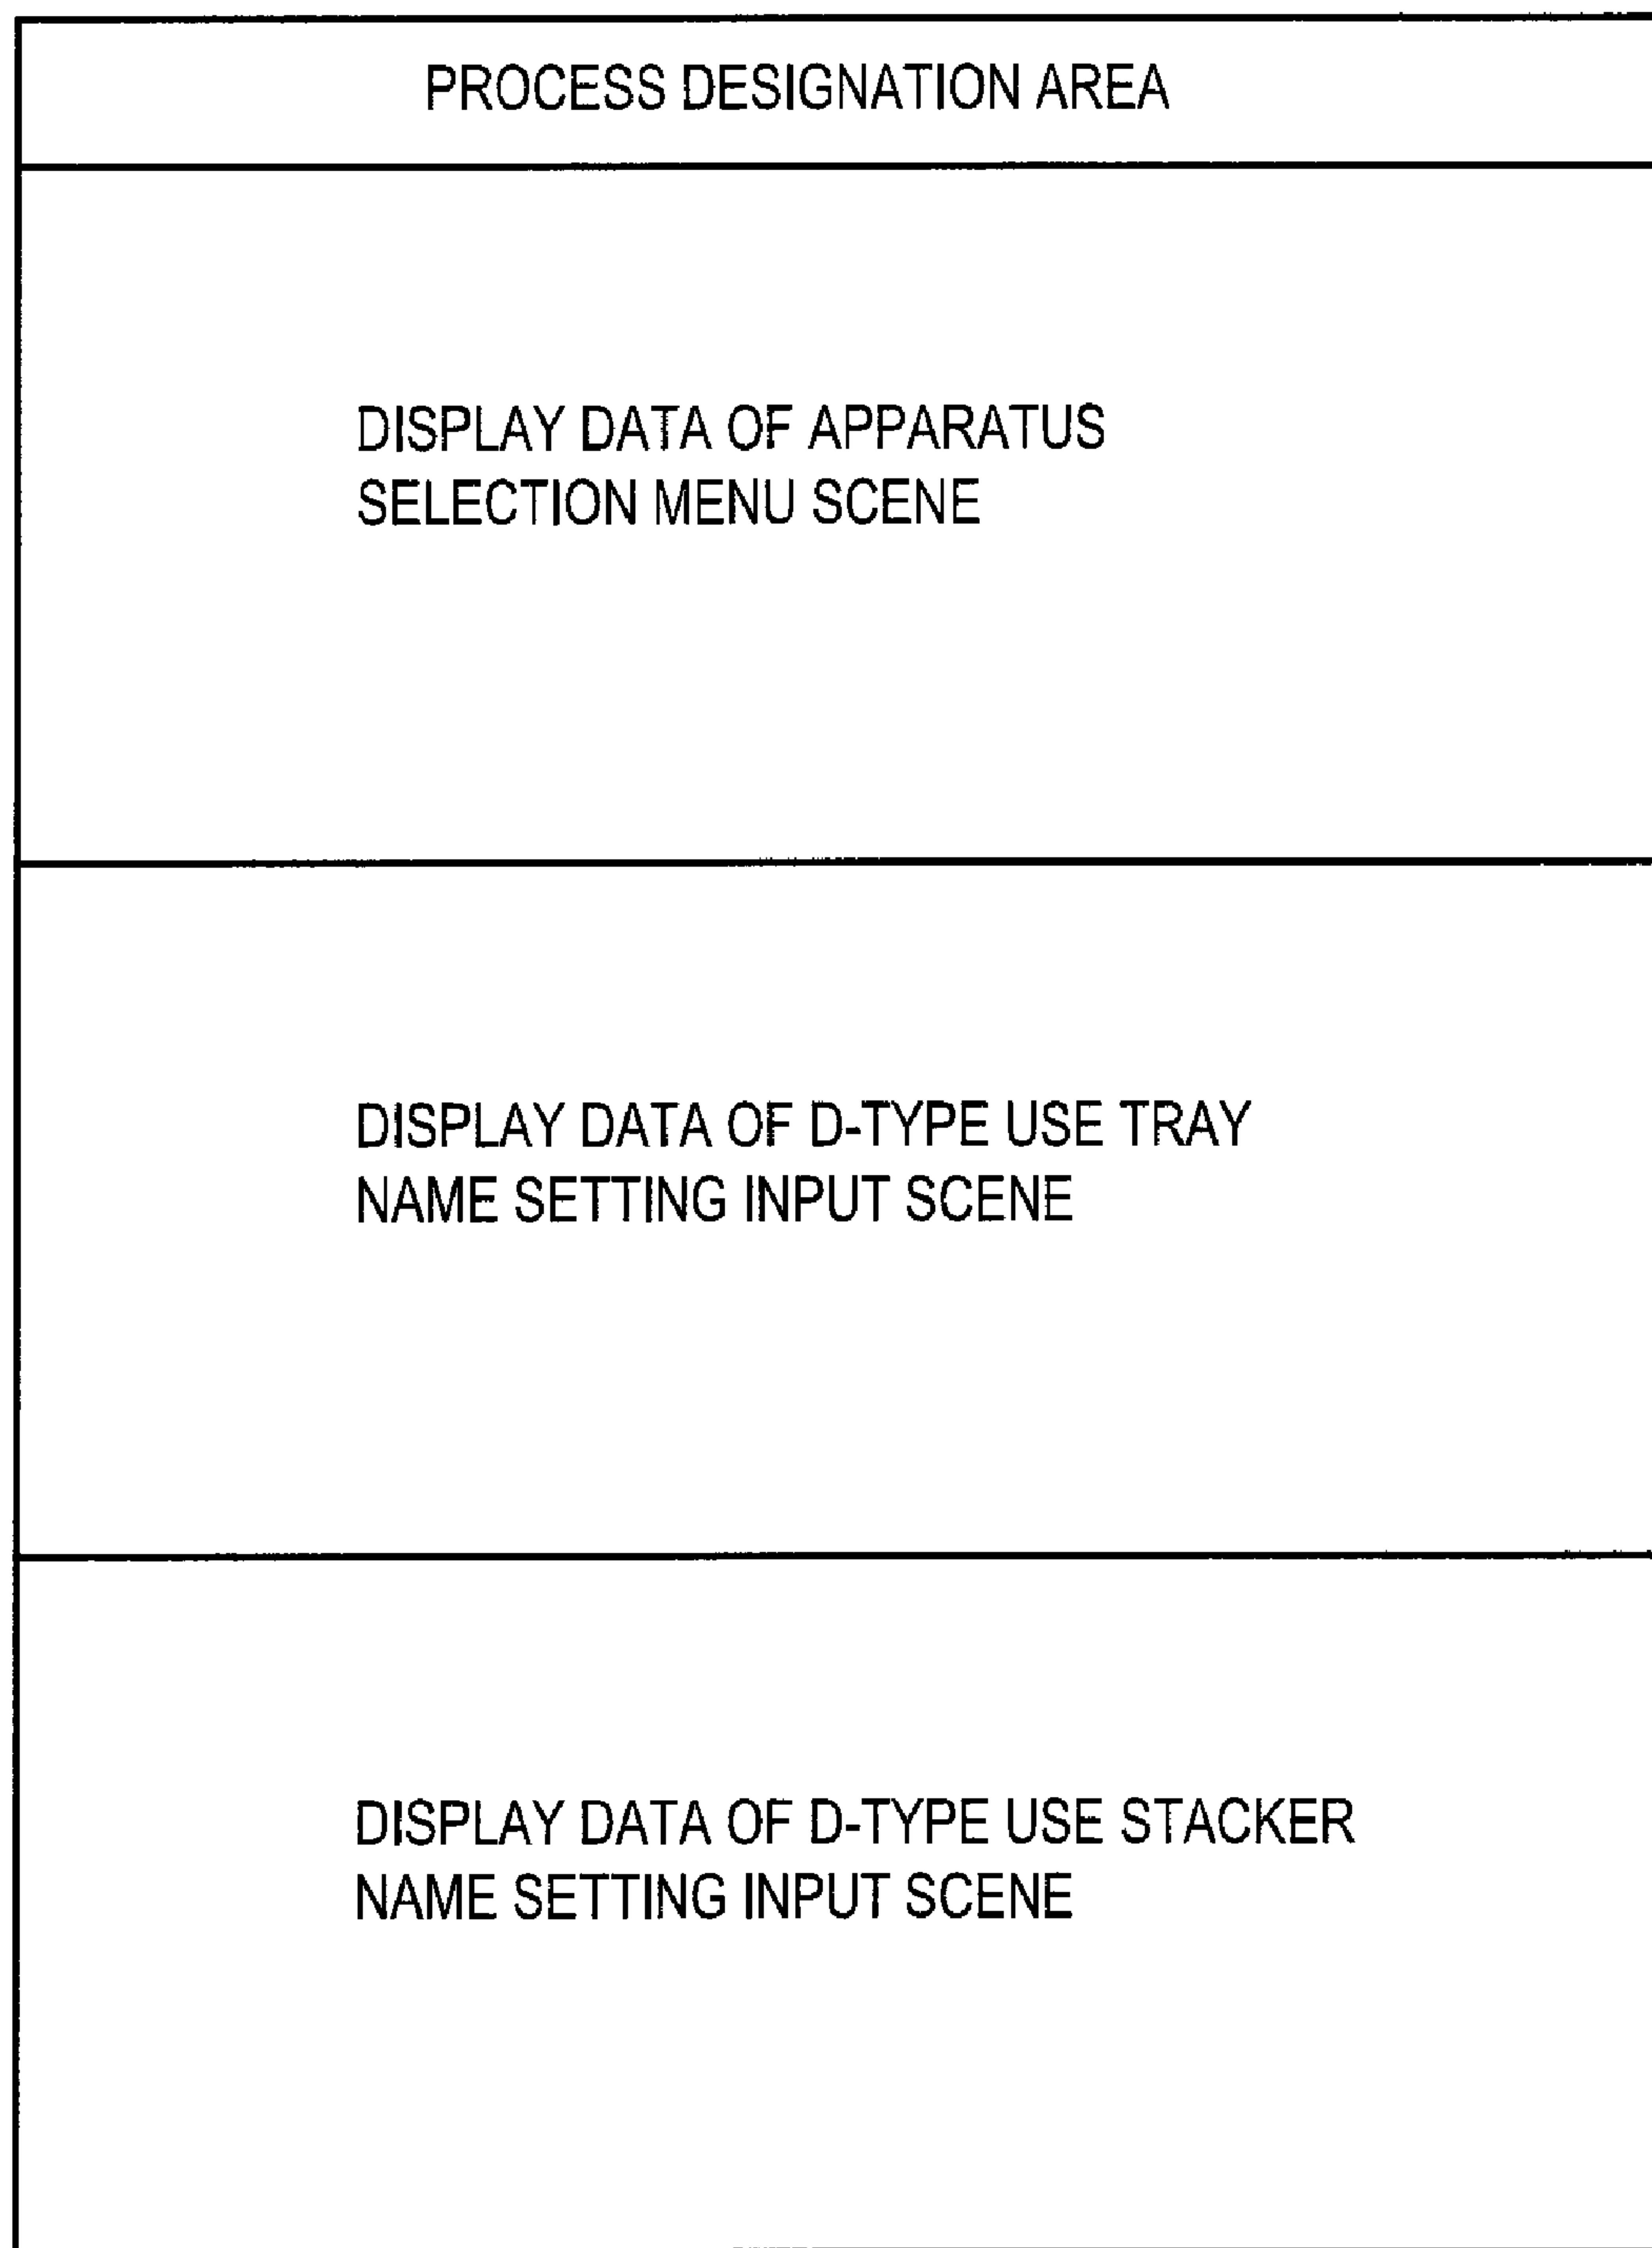 PROCESS DESIGNATION AREA
DISPLAY DATA OF APPARATUS
SELECTION MENU SCENE
DISPLAY DATA OF D-TYPE USE TRAY
NAME SETTING INPUT SCENE
DISPLAY DATA OF D-TYPE USE STACKER
NAME SETTING INPUT SCENE